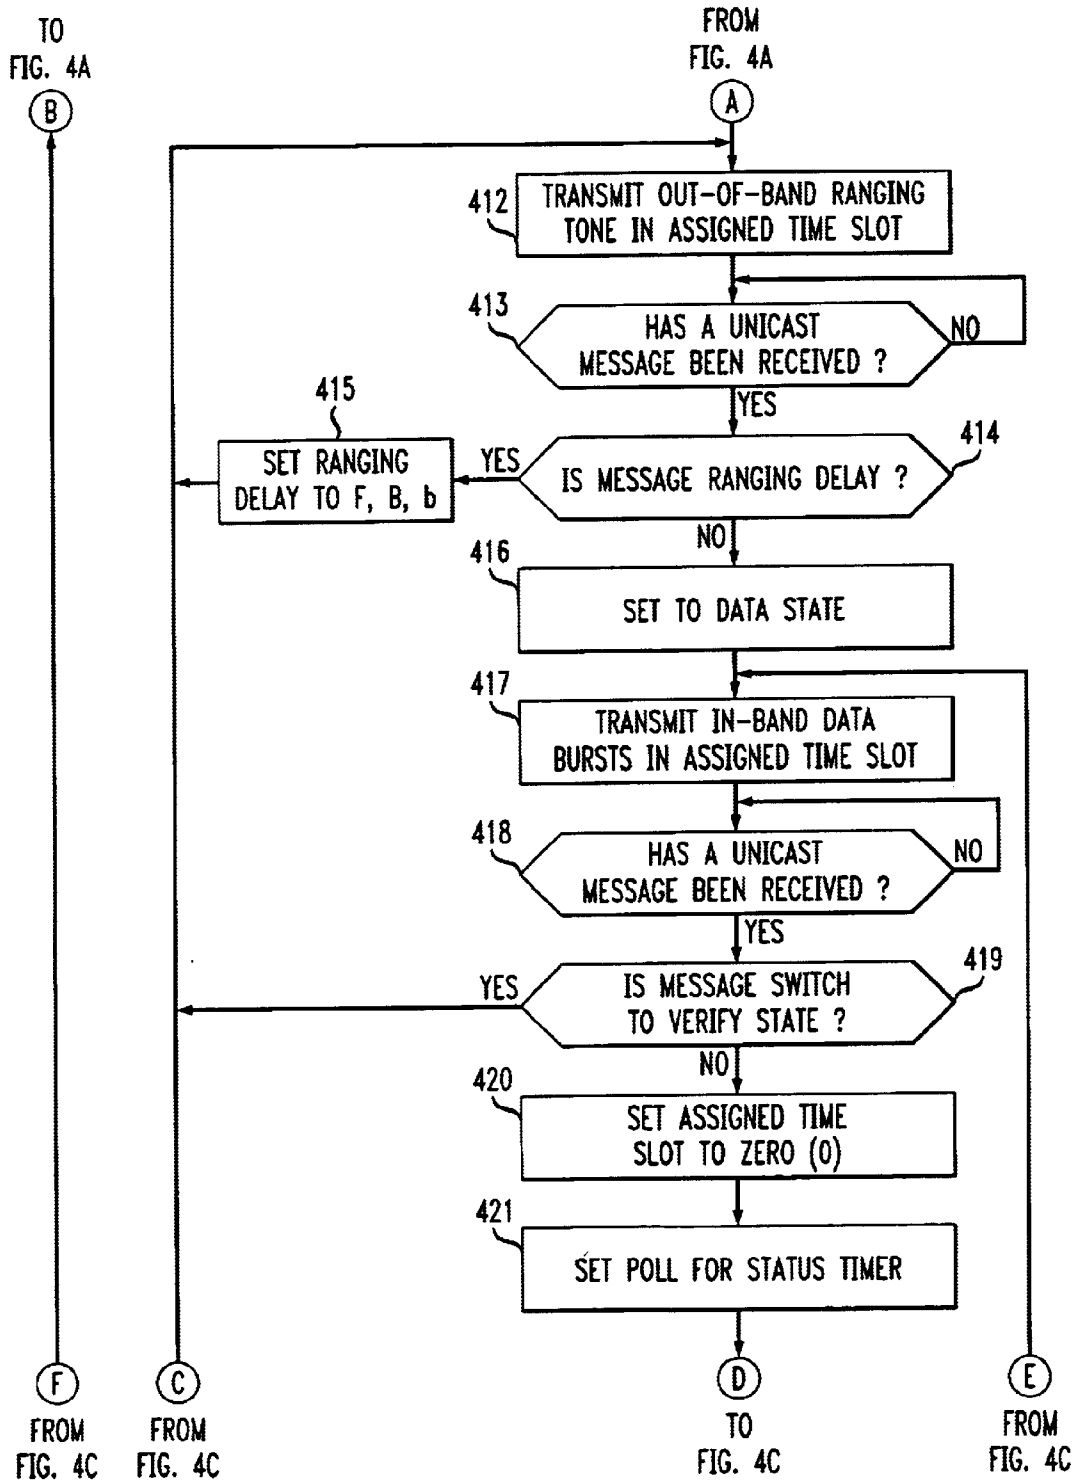 TO
FIG. 4A
B
FROM
FIG. 4A
A
412
TRANSMIT OUT-OF-BAND RANGING
TONE IN ASSIGNED TIME SLOT
413
HAS A UNICAST
MESSAGE BEEN RECEIVED ?
NO
YES
415
SET RANGING
DELAY TO F, B, b
YES
IS MESSAGE RANGING DELAY ?
414
NO
416
SET TO DATA STATE
417
TRANSMIT IN-BAND DATA
BURSTS IN ASSIGNED TIME SLOT
418
HAS A UNICAST
MESSAGE BEEN RECEIVED ?
NO
YES
419
YES
IS MESSAGE SWITCH
TO VERIFY STATE ?
NO
420
SET ASSIGNED TIME
SLOT TO ZERO (0)
421
SET POLL FOR STATUS TIMER
F
FROM
FIG. 4C
C
FROM
FIG. 4C
D
TO
FIG. 4C
E
FROM
FIG. 4C